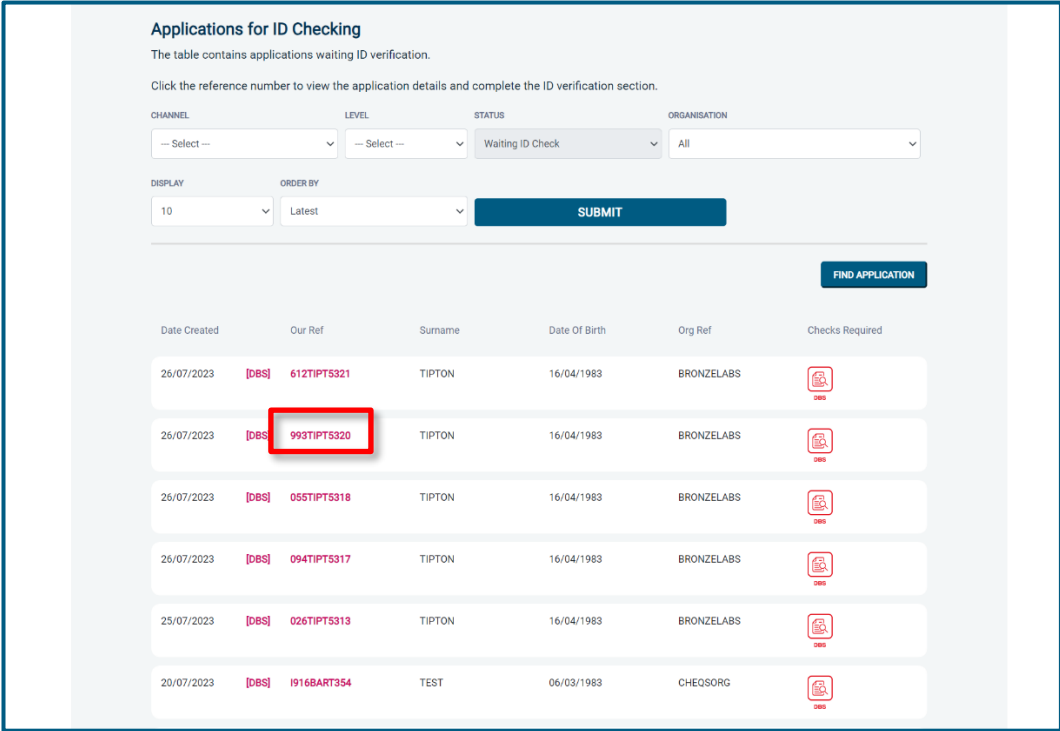 Applications for ID Checking
The table contains applications waiting ID verification.
Click the reference number to view the application details and complete the ID verification section.
CHANNEL LEVEL STATUS ORGANISATION
--- Select --- --- Select --- Waiting ID Check All
DISPLAY ORDER BY
10 Latest SUBMIT
FIND APPLICATION
Date Created Our Ref Surname Date Of Birth Org Ref Checks Required
26/07/2023 [DBS] 612TIPT5321 TIPTON 16/04/1983 BRONZELABS
DBS
26/07/2023 [DBS 993TIPT5320 TIPTON 16/04/1983 BRONZELABS
DBS
26/07/2023 [DBS] 055TIPT5318 TIPTON 16/04/1983 BRONZELABS
DBS
26/07/2023 [DBS] 094TIPT5317 TIPTON 16/04/1983 BRONZELABS
DBS
25/07/2023 [DBS] 026TIPT5313 TIPTON 16/04/1983 BRONZELABS
DBS
20/07/2023 [DBS] I916BART354 TEST 06/03/1983 CHEQSORG
DBS